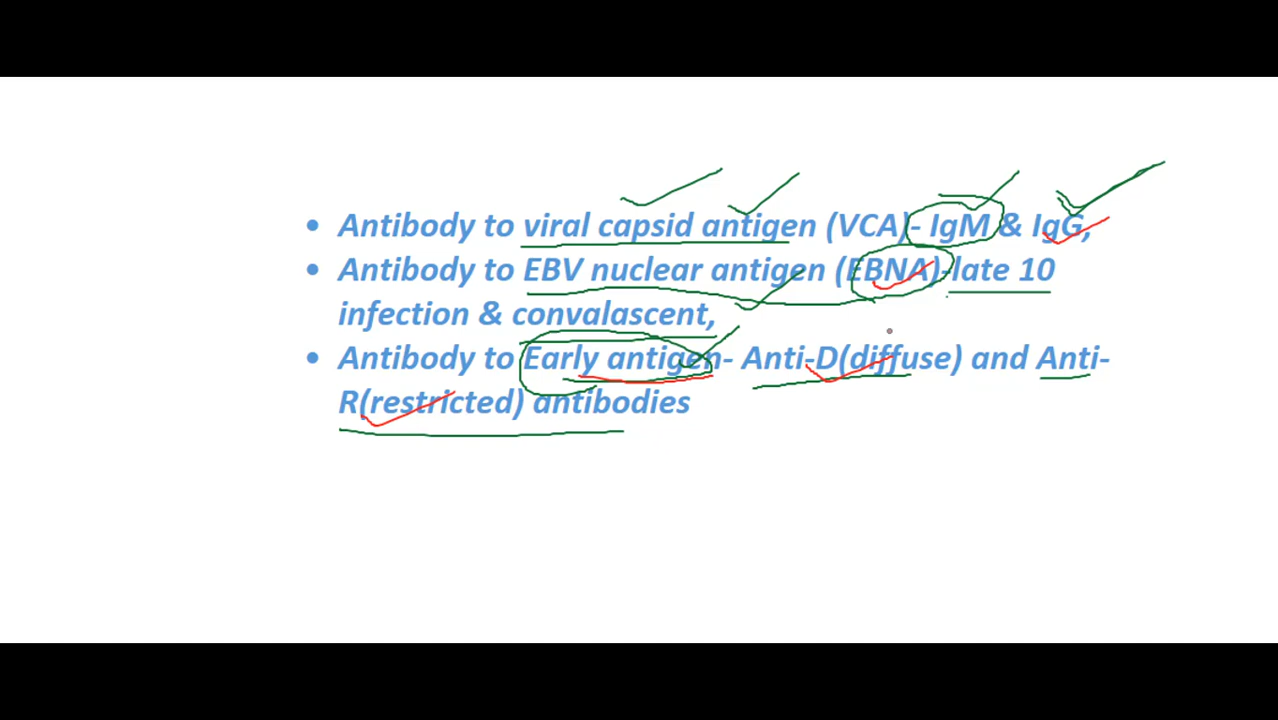 • Antibody to viral capsid antigen (VCA)- IgM & IgG,
• Antibody to EBV nuclear antigen (EBNA)-late 10
infection & convalascent,
• Antibody to Early antigen- Anti-D(diffuse) and Anti-
R(restricted) antibodies